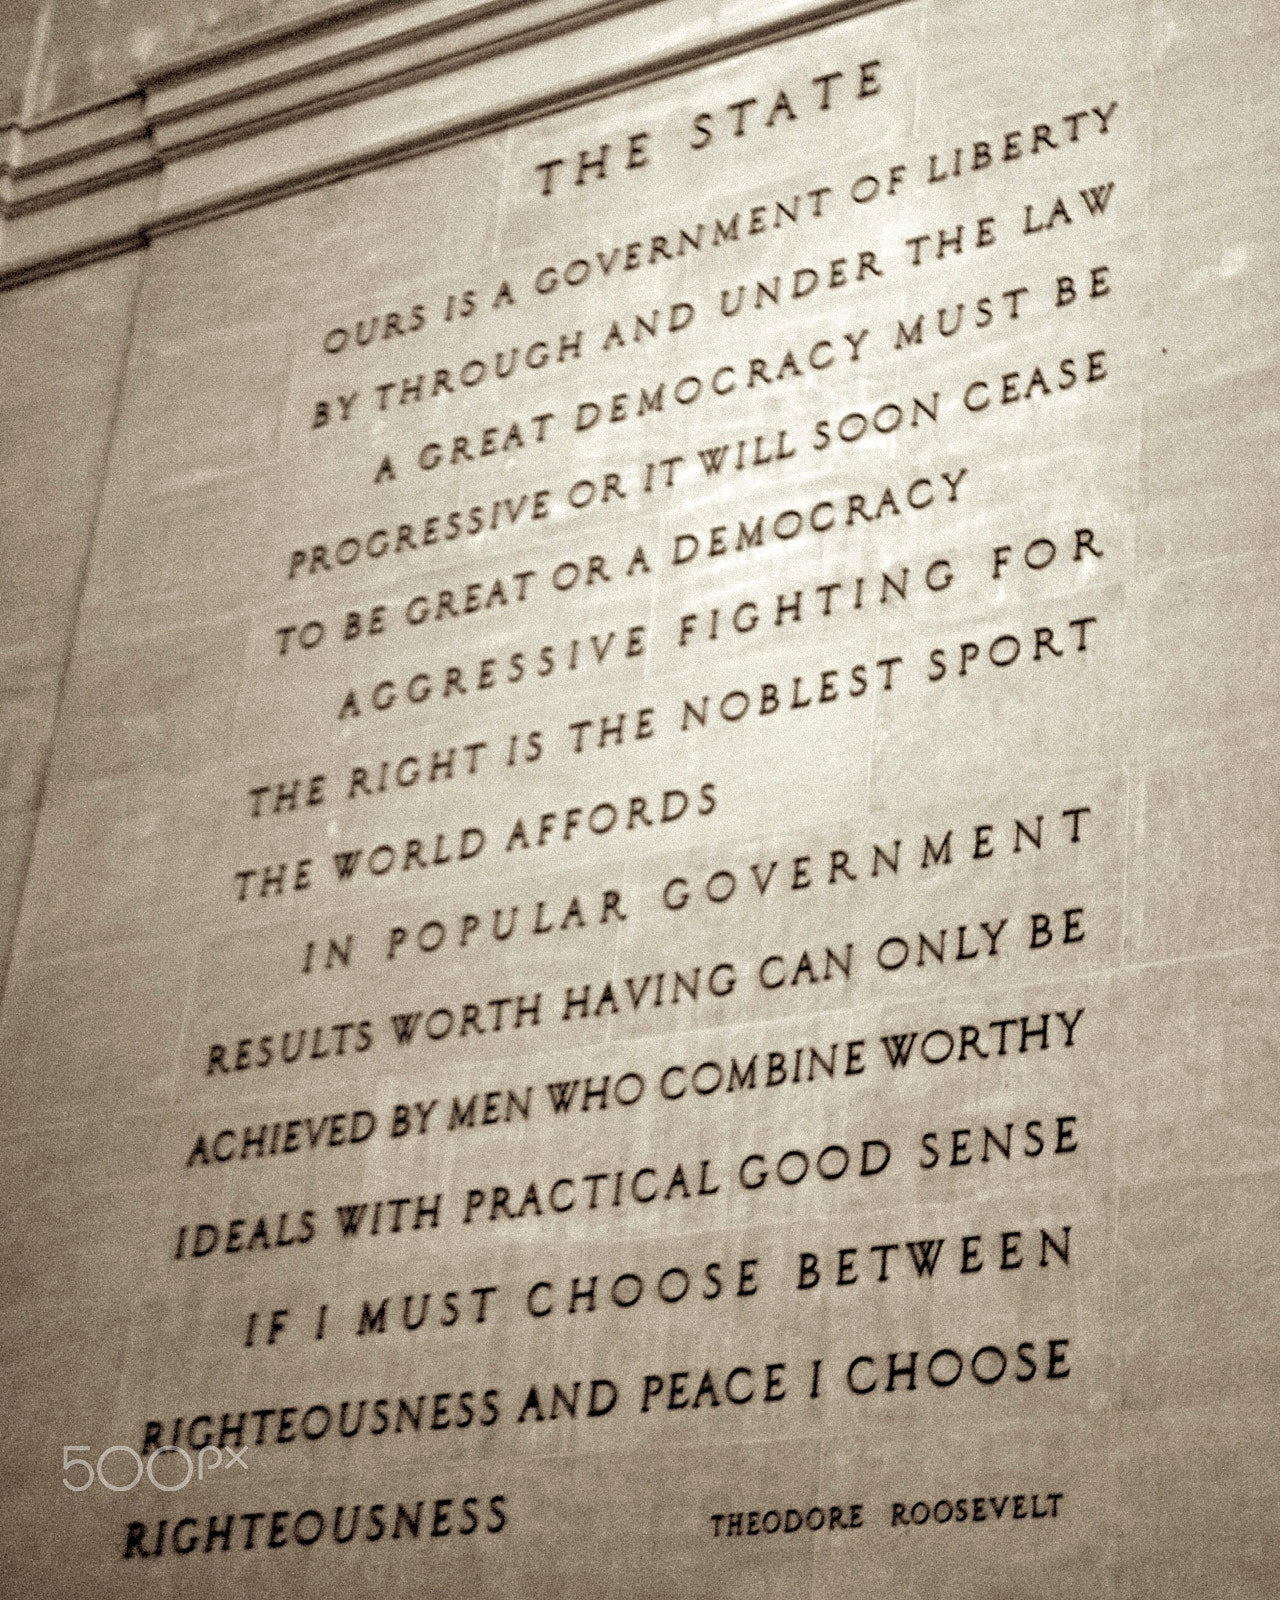 THE STATE
OURS IS A GOVERNMENT OF LIBERTY
BY THROUGH AND UNDER THE LAW
A GREAT DEMOCRACY MUST BE
PROGRESSIVE OR IT WILL SOON CEASE
TO BE GREAT OR A DEMOCRACY
AGGRESSIVE FIGHTING FOR
THE RIGHT IS THE NOBLEST SPORT
THE WORLD AFFORDS
IN POPULAR GOVERNMENT
RESULTS WORTH HAVING CAN ONLY BE
ACHIEVED BY MEN WHO COMBINE WORTHY
IDEALS WITH PRACTICAL GOOD SENSE
IF I MUST CHOOSE BETWEEN
RIGHTEOUSNESS AND PEACE I CHOOSE
RIGHTEOUSNESS
THEODORE ROOSEVELT
500px